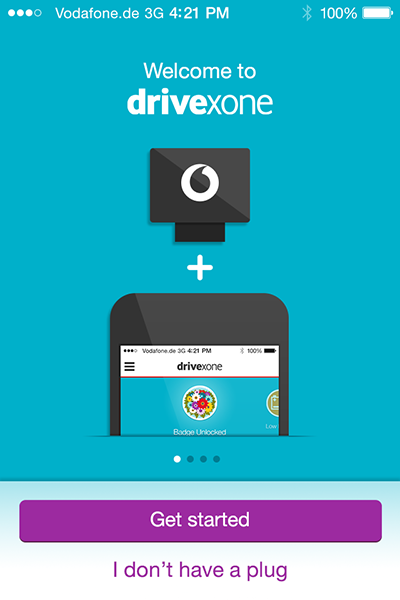 Vodafone.de 3G 4:21 PM 100%
Welcome to
drivexone
+
Vodafone.de 3G 4:21 PM 100%
drivexone
Badge Unlocked
Low
Get started
I don't have a plug